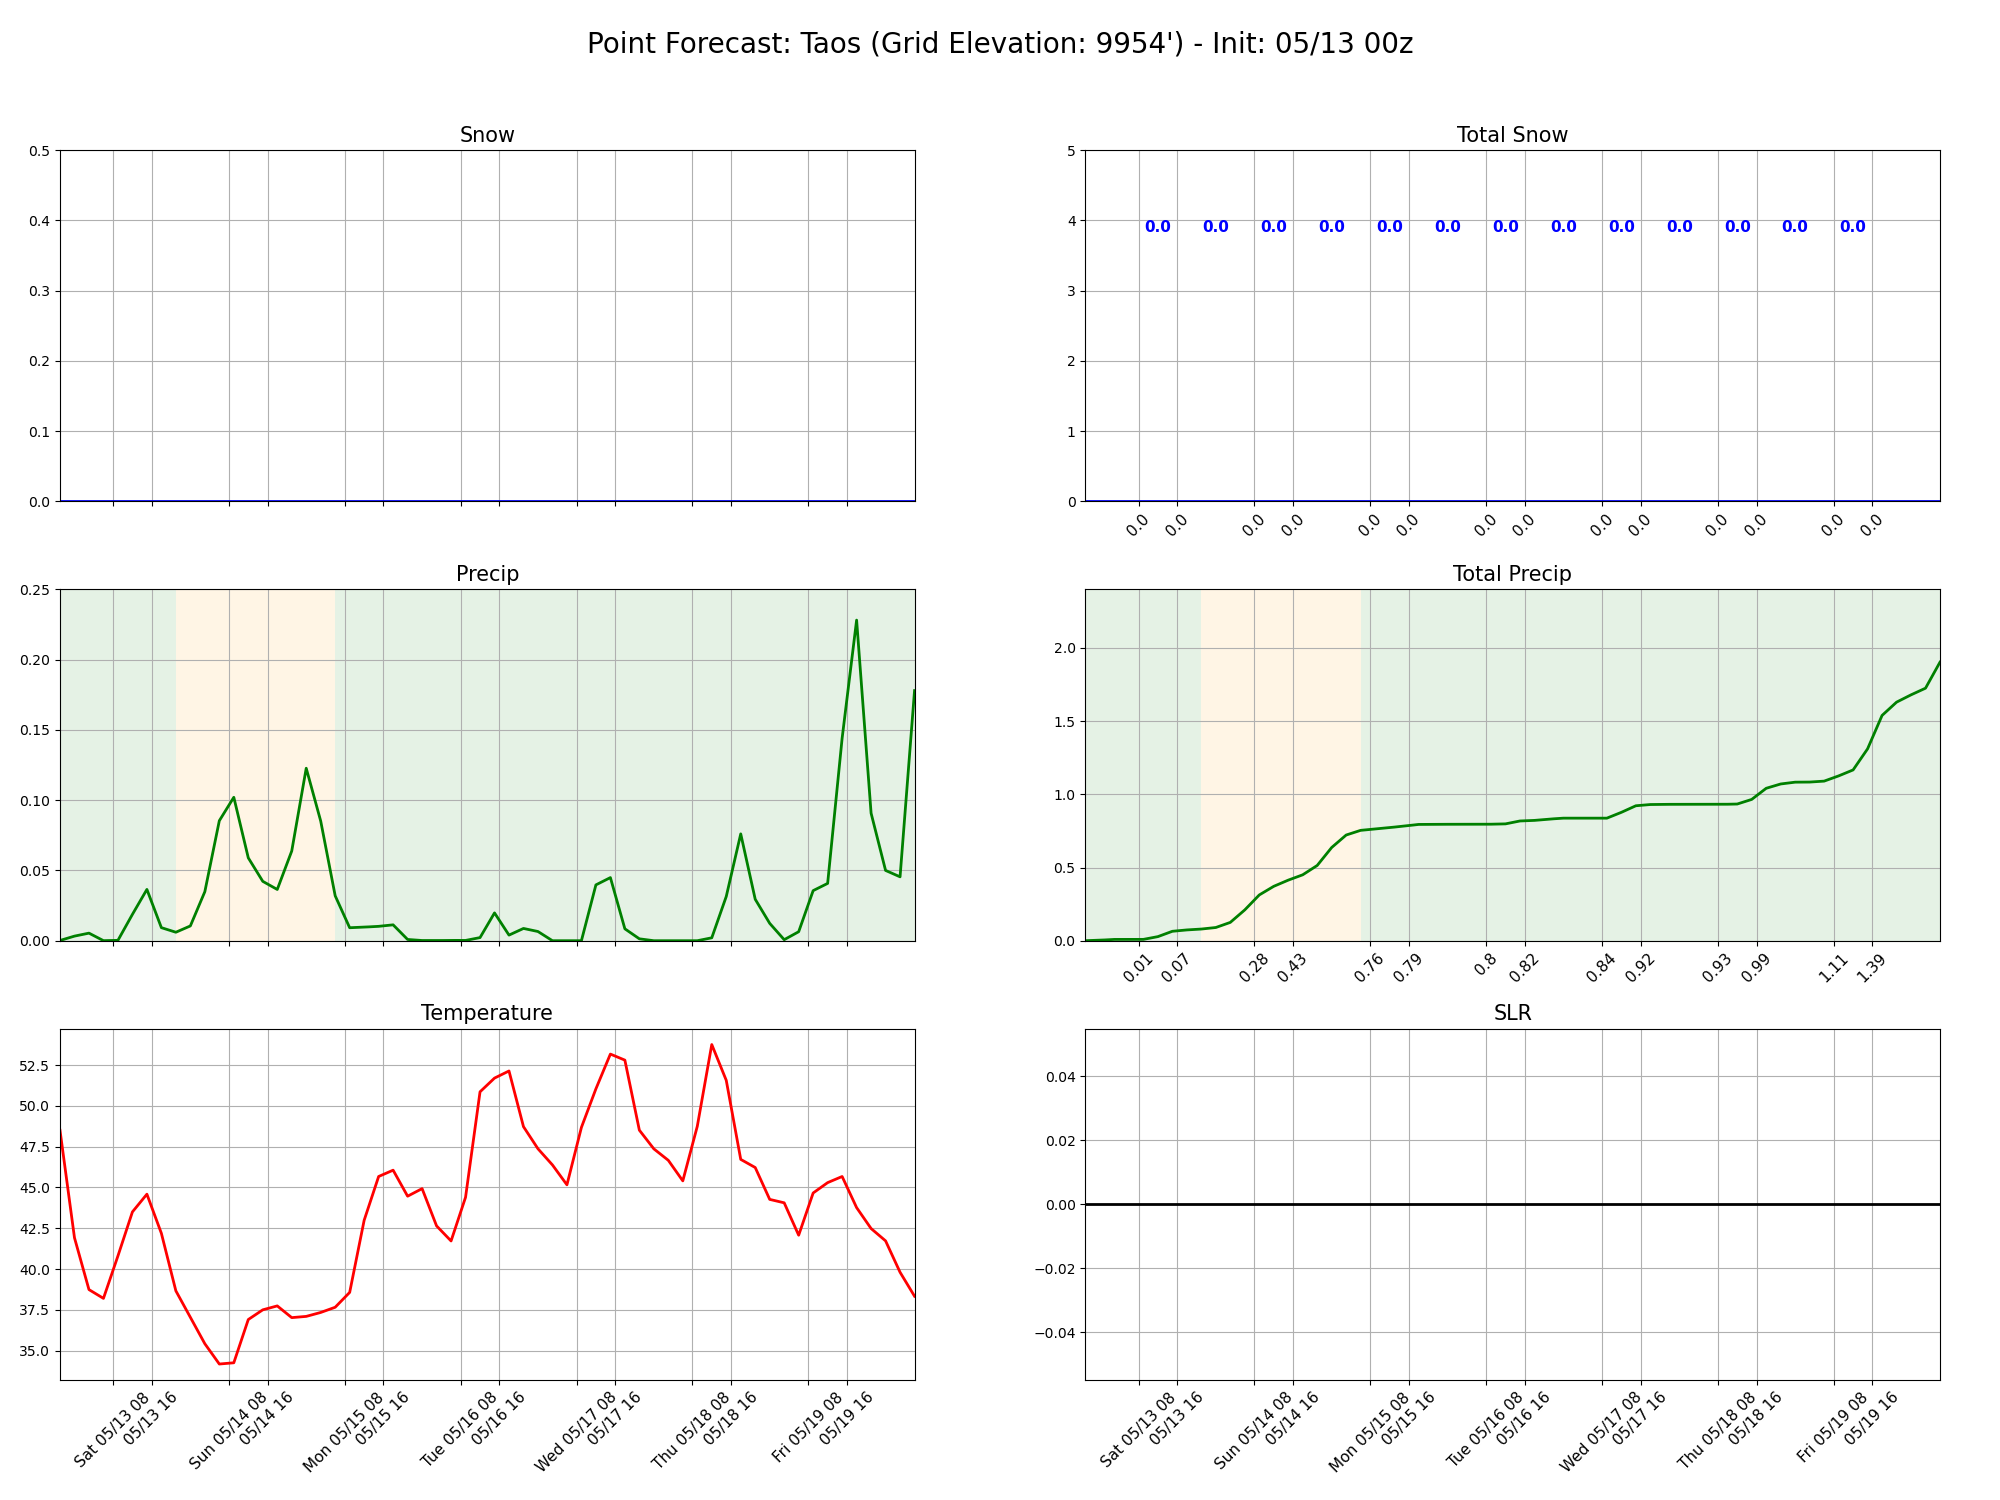 Point Forecast: Taos (Grid Elevation: 9954') - Init: 05/13 00z
Snow
0.5
0.4
0.3
0.2
0.1
0.0
Total Snow
5
4
3
2
1
0
0.0 0.0 0.0 0.0 0.0 0.0 0.0 0.0 0.0 0.0 0.0 0.0 0.0
0.0 0.0 0.0 0.0 0.0 0.0 0.0 0.0 0.0 0.0 0.0 0.0 0.0 0.0
Precip
0.25
0.20
0.15
0.10
0.05
0.00
Total Precip
2.0
1.5
1.0
0.5
0.0
0.01 0.07 0.28 0.43 0.76 0.79 0.8 0.82 0.84 0.92 0.93 0.99 1.11 1.39
Temperature
52.5
50.0
47.5
45.0
42.5
40.0
37.5
35.0
Sat 05/13 08
05/13 16
Sun 05/14 08
05/14 16
Mon 05/15 08
05/15 16
Tue 05/16 08
05/16 16
Wed 05/17 08
05/17 16
Thu 05/18 08
05/18 16
Fri 05/19 08
05/19 16
SLR
0.04
0.02
0.00
−0.02
−0.04
Sat 05/13 08
05/13 16
Sun 05/14 08
05/14 16
Mon 05/15 08
05/15 16
Tue 05/16 08
05/16 16
Wed 05/17 08
05/17 16
Thu 05/18 08
05/18 16
Fri 05/19 08
05/19 16